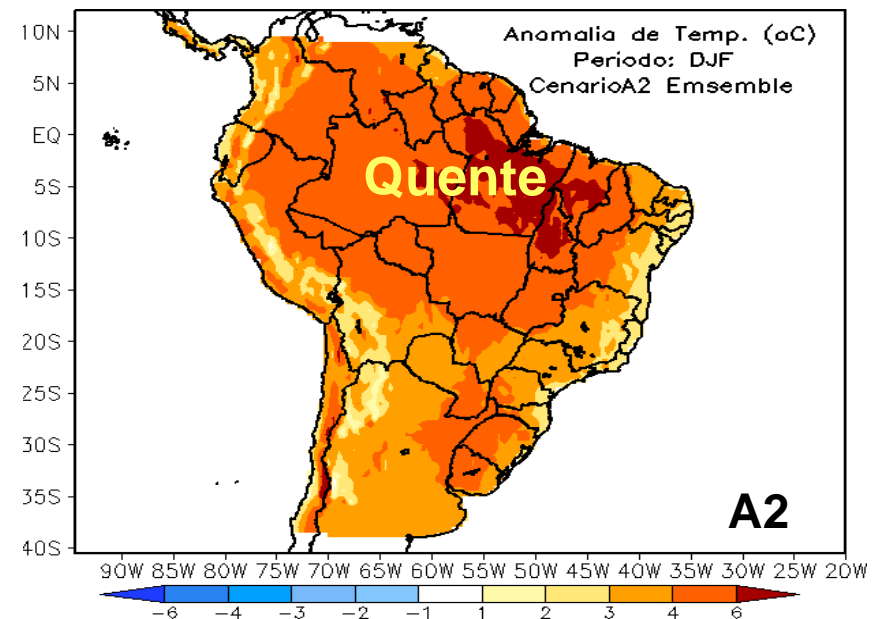 Anomalia de Temp. (oC)
Periodo: DJF
CenarioA2 Emsemble
10N
5N
EQ
5S
10S
15S
20S
25S
30S
35S
40S
Quente
A2
90W 85W 80W 75W 70W 65W 60W 55W 50W 45W 40W 35W 30W 25W 20W
−6 −4 −3 −2 −1 1 2 3 4 6